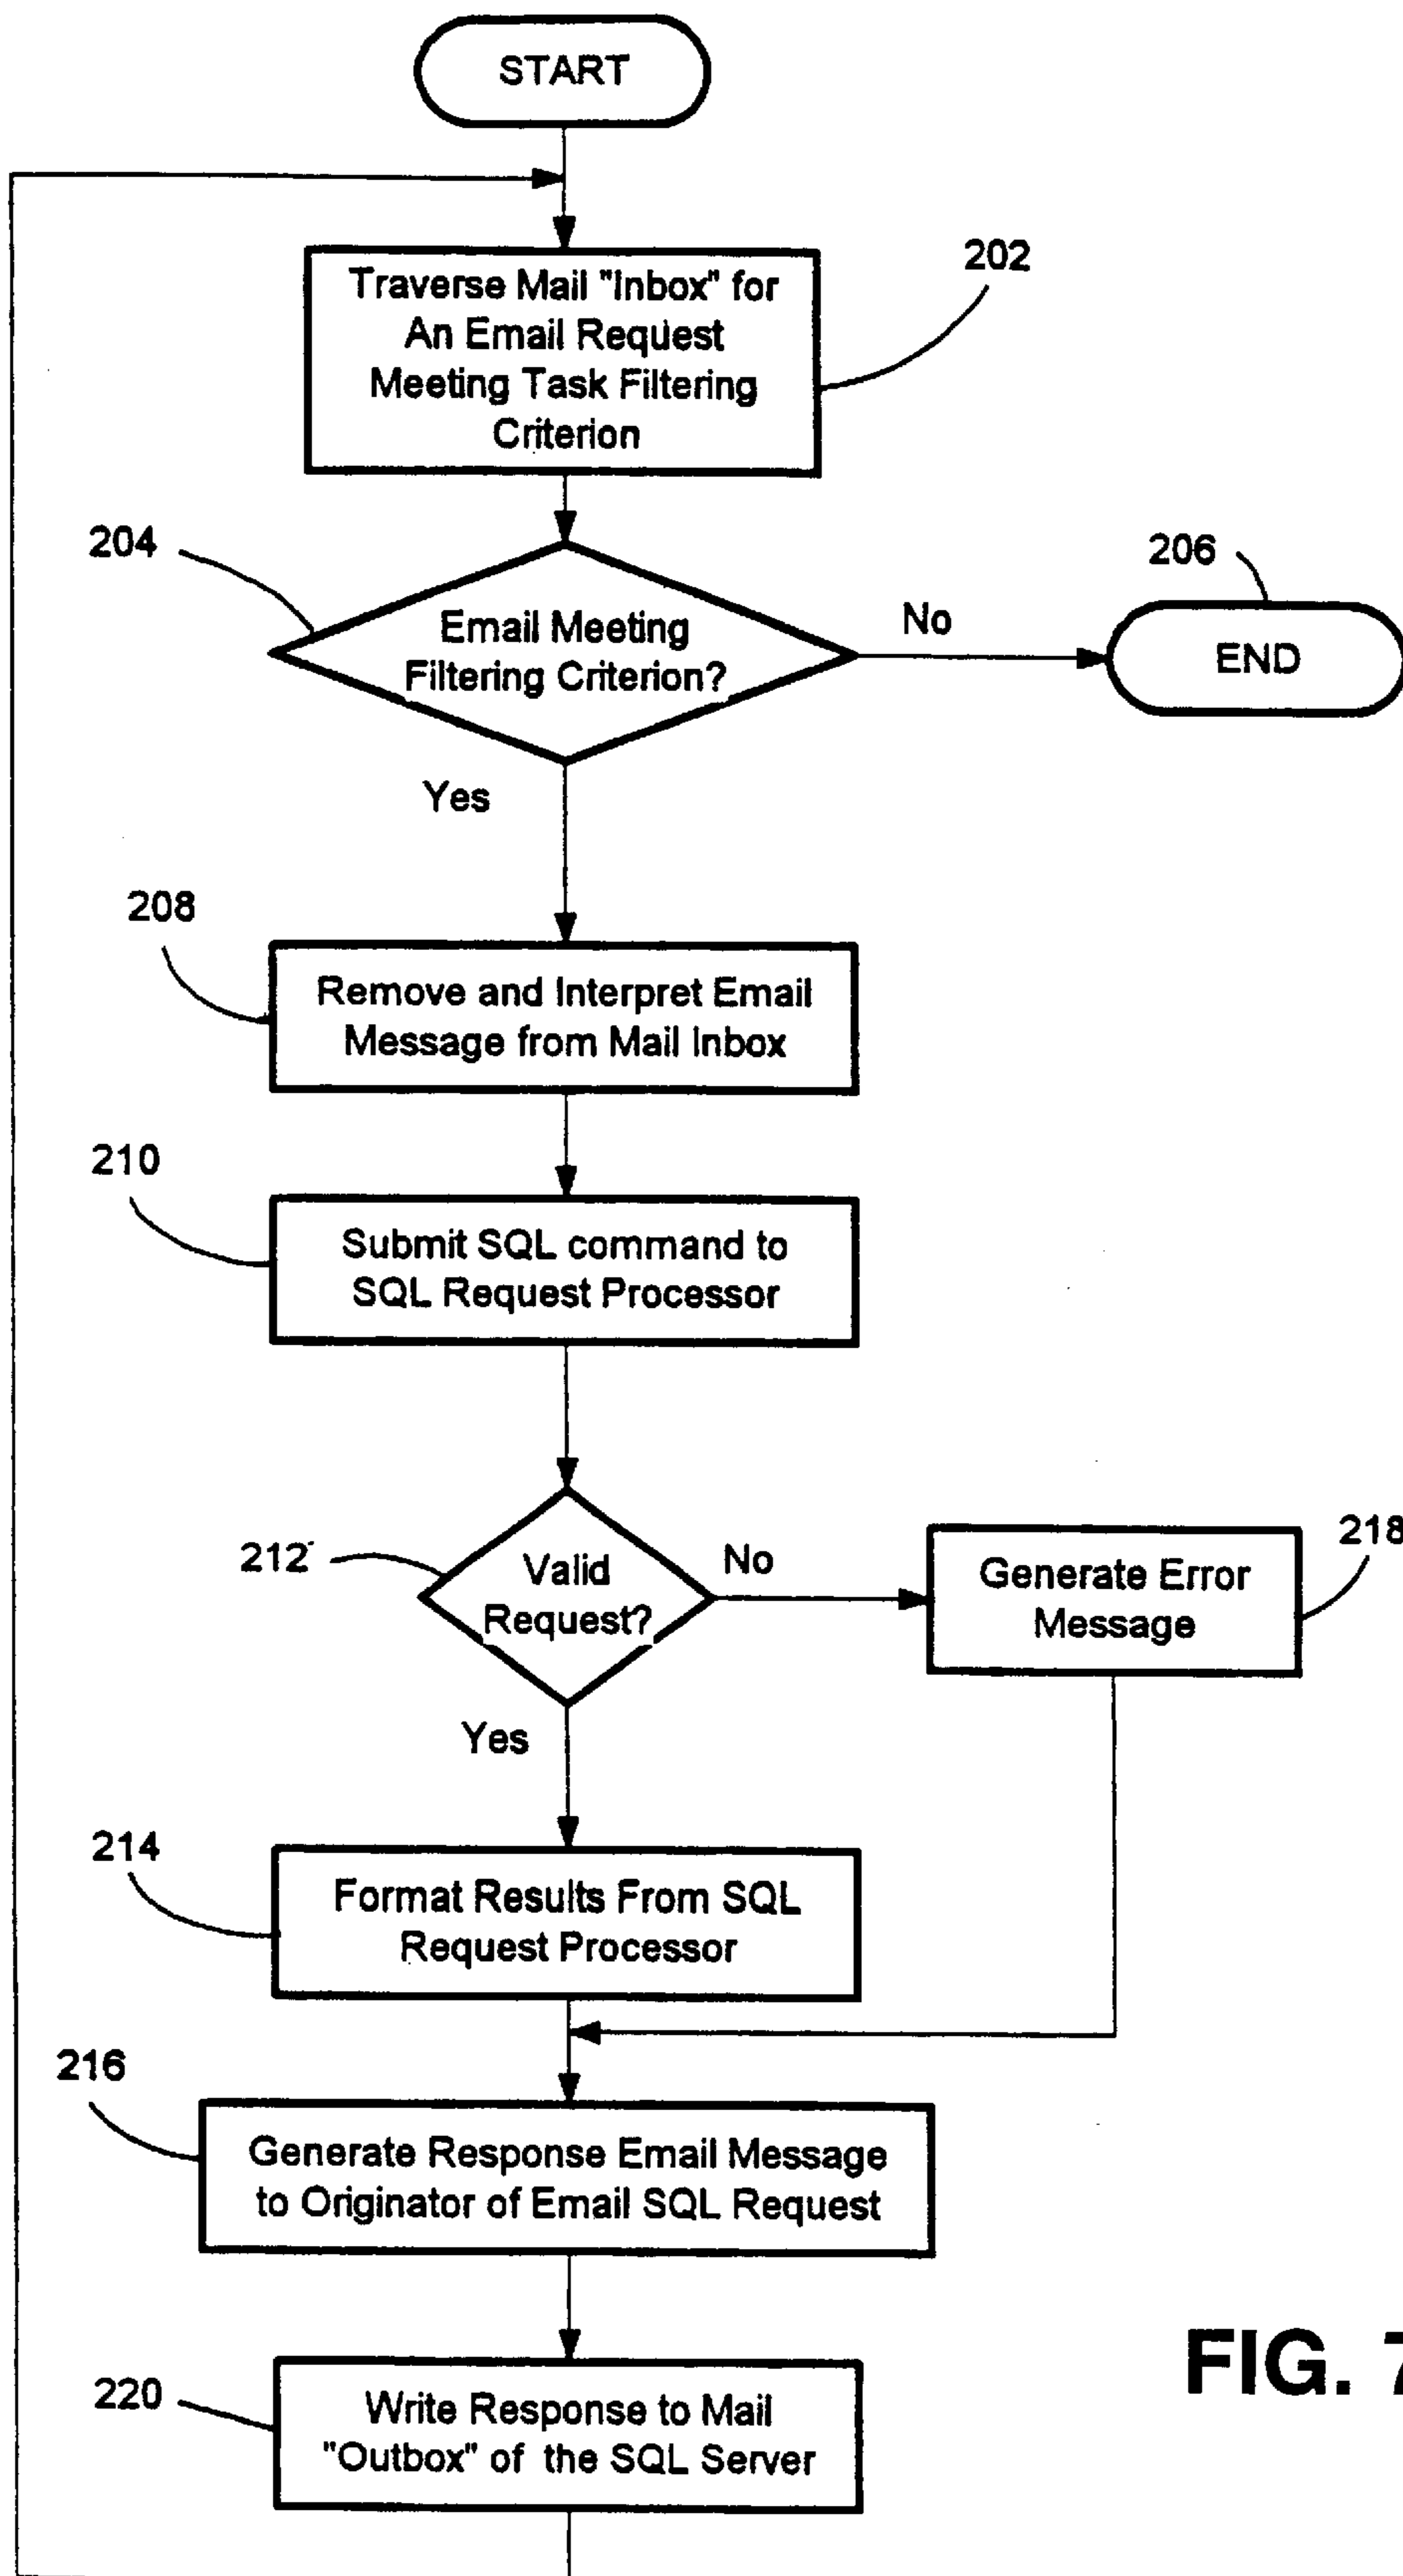 START
202
Traverse Mail "Inbox" for
An Email Request
Meeting Task Filtering
Criterion
204
Email Meeting
Filtering Criterion?
No
206
END
Yes
208
Remove and Interpret Email
Message from Mail Inbox
210
Submit SQL command to
SQL Request Processor
212
Valid
Request?
No
Generate Error
Message
218
Yes
214
Format Results From SQL
Request Processor
216
Generate Response Email Message
to Originator of Email SQL Request
220
Write Response to Mail
"Outbox" of the SQL Server
FIG. 7